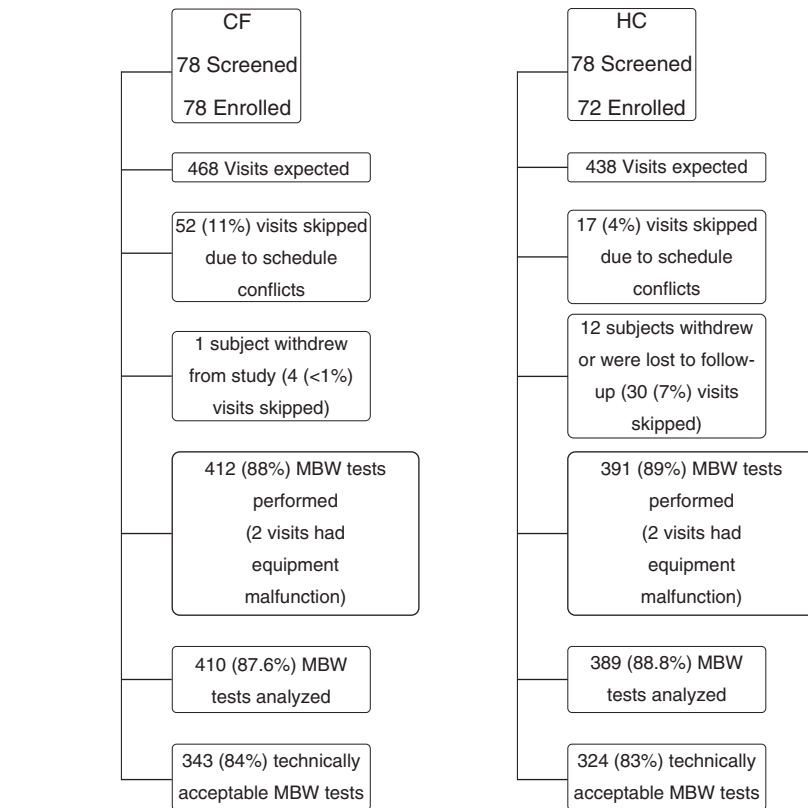 CF
78 Screened
78 Enrolled
468 Visits expected
52 (11%) visits skipped
due to schedule
conflicts
1 subject withdrew
from study (4 (<1%)
visits skipped)
412 (88%) MBW tests
performed
(2 visits had
equipment
malfunction)
410 (87.6%) MBW
tests analyzed
343 (84%) technically
acceptable MBW tests
HC
78 Screened
72 Enrolled
438 Visits expected
17 (4%) visits skipped
due to schedule
conflicts
12 subjects withdrew
or were lost to follow-
up (30 (7%) visits
skipped)
391 (89%) MBW tests
performed
(2 visits had
equipment
malfunction)
389 (88.8%) MBW
tests analyzed
324 (83%) technically
acceptable MBW tests